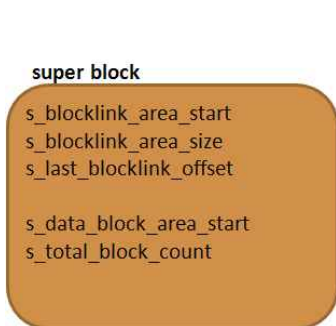 super block
s_blocklink_area_start
s_blocklink_area_size
s_last_blocklink_offset
s_data_block_area_start
s_total_block_count